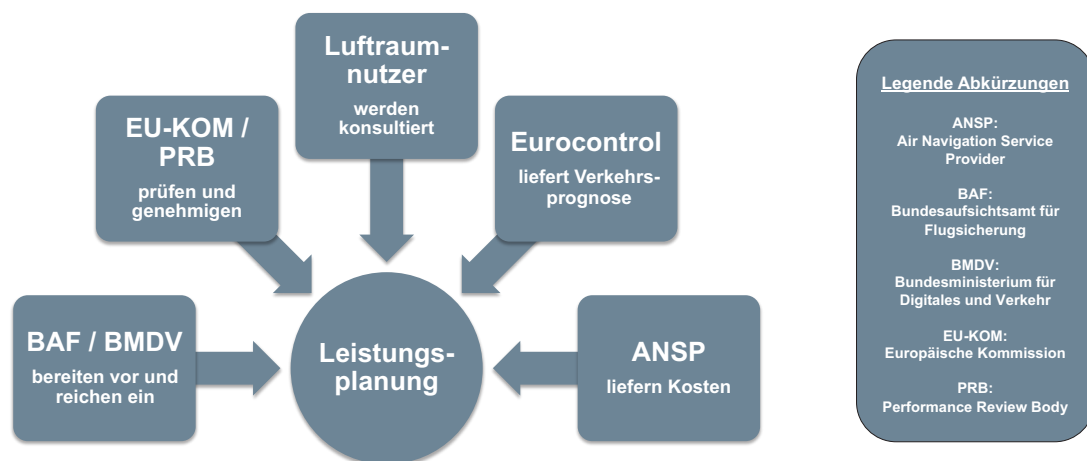 Luftraum-
nutzer
werden
konsultiert
EU-KOM /
PRB
prüfen und
genehmigen
Eurocontrol
liefert Verkehrs-
prognose
BAF / BMDV
bereiten vor und
reichen ein
Leistungs-
planung
ANSP
liefern Kosten
Legende Abkürzungen
ANSP:
Air Navigation Service
Provider
BAF:
Bundesaufsichtsamt für
Flugsicherung
BMDV:
Bundesministerium für
Digitales und Verkehr
EU-KOM:
Europäische Kommission
PRB:
Performance Review Body